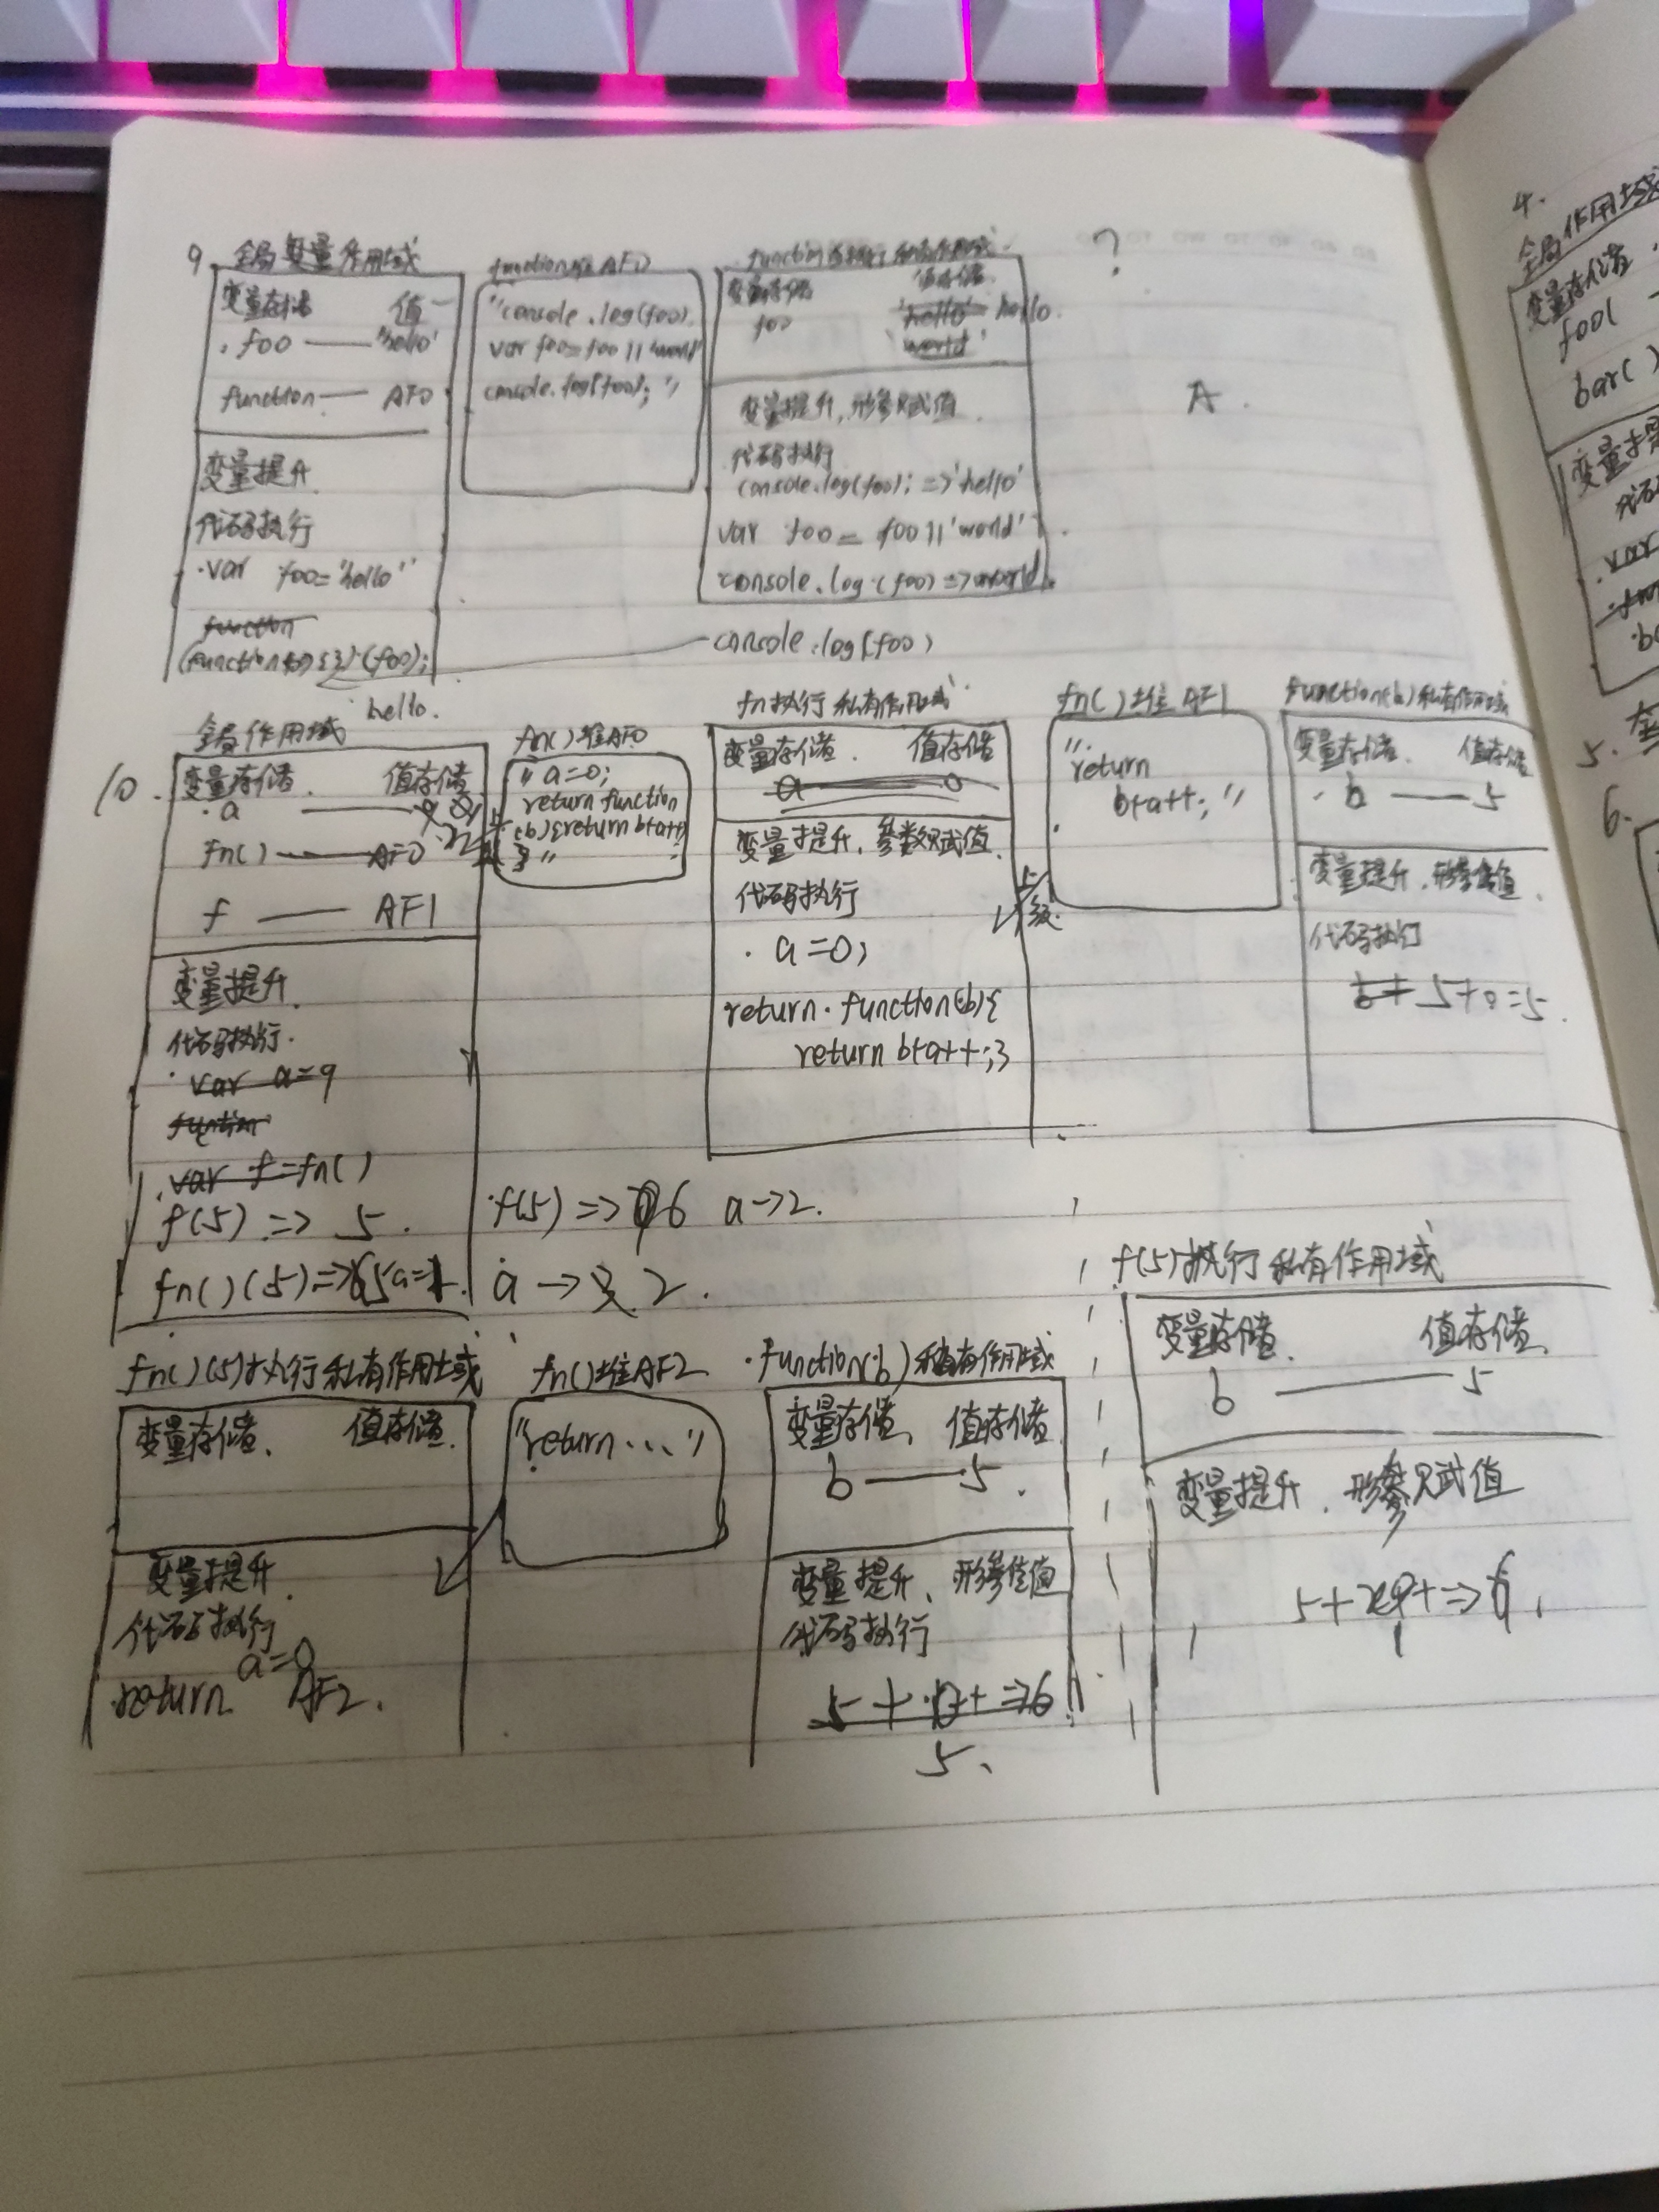 9. 全局变量作用域
变量存储 值
foo —— 'hello'
function —— AF0
变量提升
代码执行
var foo='hello'
function
(function(foo){})(foo);
function堆AF0
"console.log(foo).
var foo=foo||'world'
console.log(foo);"
function 执行私有作用域
变量存储 值存储
foo 'hello' hello.
'world'
变量提升,形参赋值
代码执行
console.log(foo); =>'hello'
var foo = foo||'world'
console.log(foo) =>world.
console.log(foo)
hello.
?
A.
10.
全局作用域
变量存储 值存储
a —— 9 0 1 2
fn() —— AF0
f —— AF1
变量提升
代码执行.
var a=9
function
var f=fn()
f(5) => 5.
fn()(5)=>5 a=1.
f(5) => 6 a->2.
a -> 2.
fn()堆AF0
"a=0;
return function
(b){return b+a++
}"
上级
fn执行私有作用域
变量存储 值存储
a —— 0
变量提升,参数赋值
代码执行
a=0;
return function(b){
return b+a++;}
上级
fn()堆AF1
"return
b+a++;"
function(b)私有作用域
变量存储 值存储
b —— 5
变量提升,形参赋值
代码执行
5+0=5.
fn()(5)执行私有作用域
变量存储 值存储
变量提升
代码执行
a=0
return AF2.
fn()堆AF2
"return..."
function(b)私有作用域
变量存储、值存储
b —— 5
变量提升、形参赋值
代码执行
5、
f(5)执行私有作用域
变量存储 值存储
b —— 5
变量提升,形参赋值
4.
全局作用域
变量存储
foo(
bar()
变量提
代码
var
5.
6.